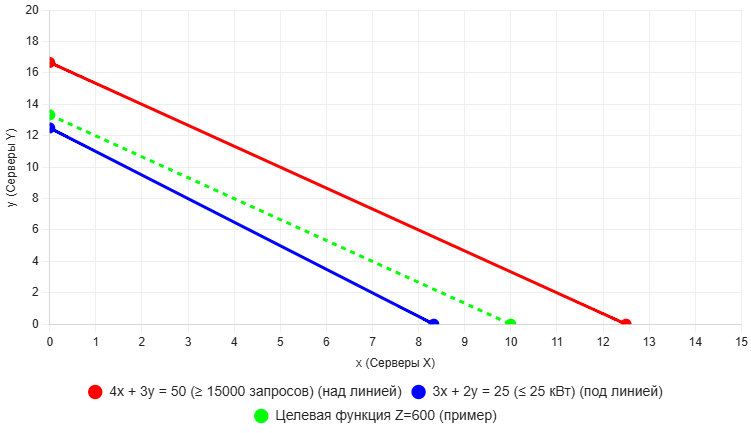 20
18
16
14
12
10
8
6
4
2
0
y (Серверы Y)
0 1 2 3 4 5 6 7 8 9 10 11 12 13 14 15
x (Серверы X)
4x + 3y = 50 (≥ 15000 запросов) (над линией) 3x + 2y = 25 (≤ 25 кВт) (под линией)
Целевая функция Z=600 (пример)